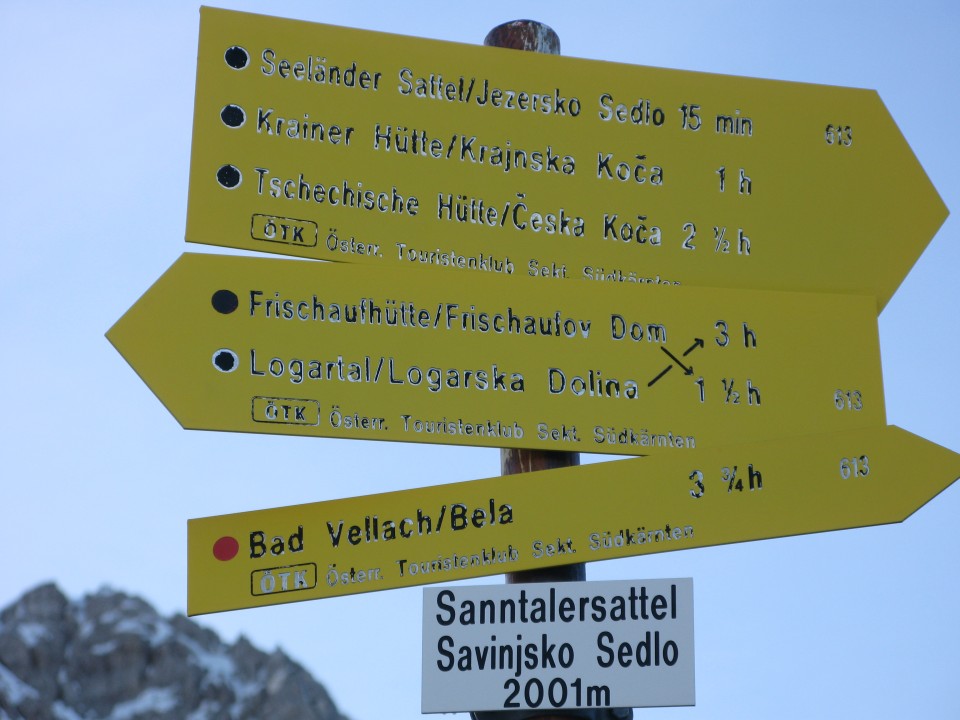 Seeländer Sattel/Jezersko Sedlo 15 min 613
Krainer Hütte/Krajnska Koča 1 h
Tschechische Hütte/Česka Koča 2 ½ h
ÖTK Österr. Touristenklub Sekt. Südkärnten
Frischaufhütte/Frischaufov Dom 3 h
Logartal/Logarska Dolina 1 ½ h 613
ÖTK Österr. Touristenklub Sekt. Südkärnten
Bad Vellach/Bela 3 ¾ h 613
ÖTK Österr. Touristenklub Sekt. Südkärnten
Sanntalersattel
Savinjsko Sedlo
2001m